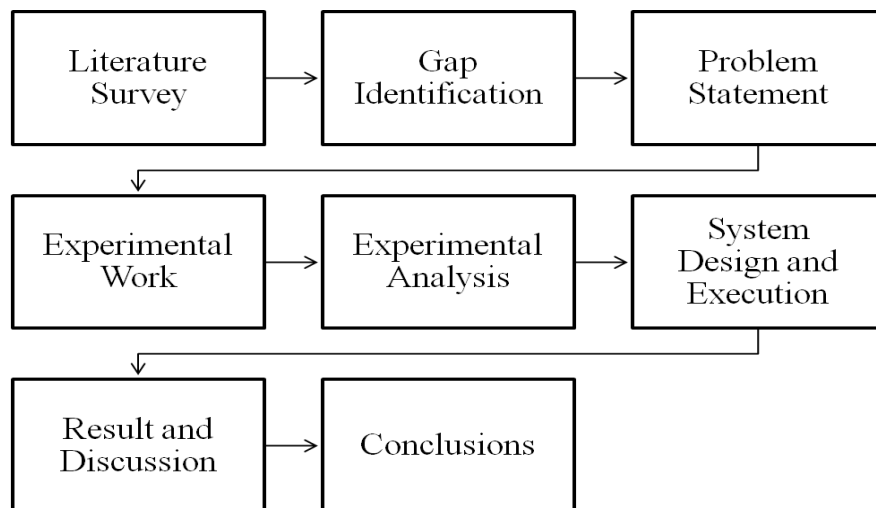 Literature
Survey
Gap
Identification
Problem
Statement
Experimental
Work
Experimental
Analysis
System
Design and
Execution
Result and
Discussion
Conclusions